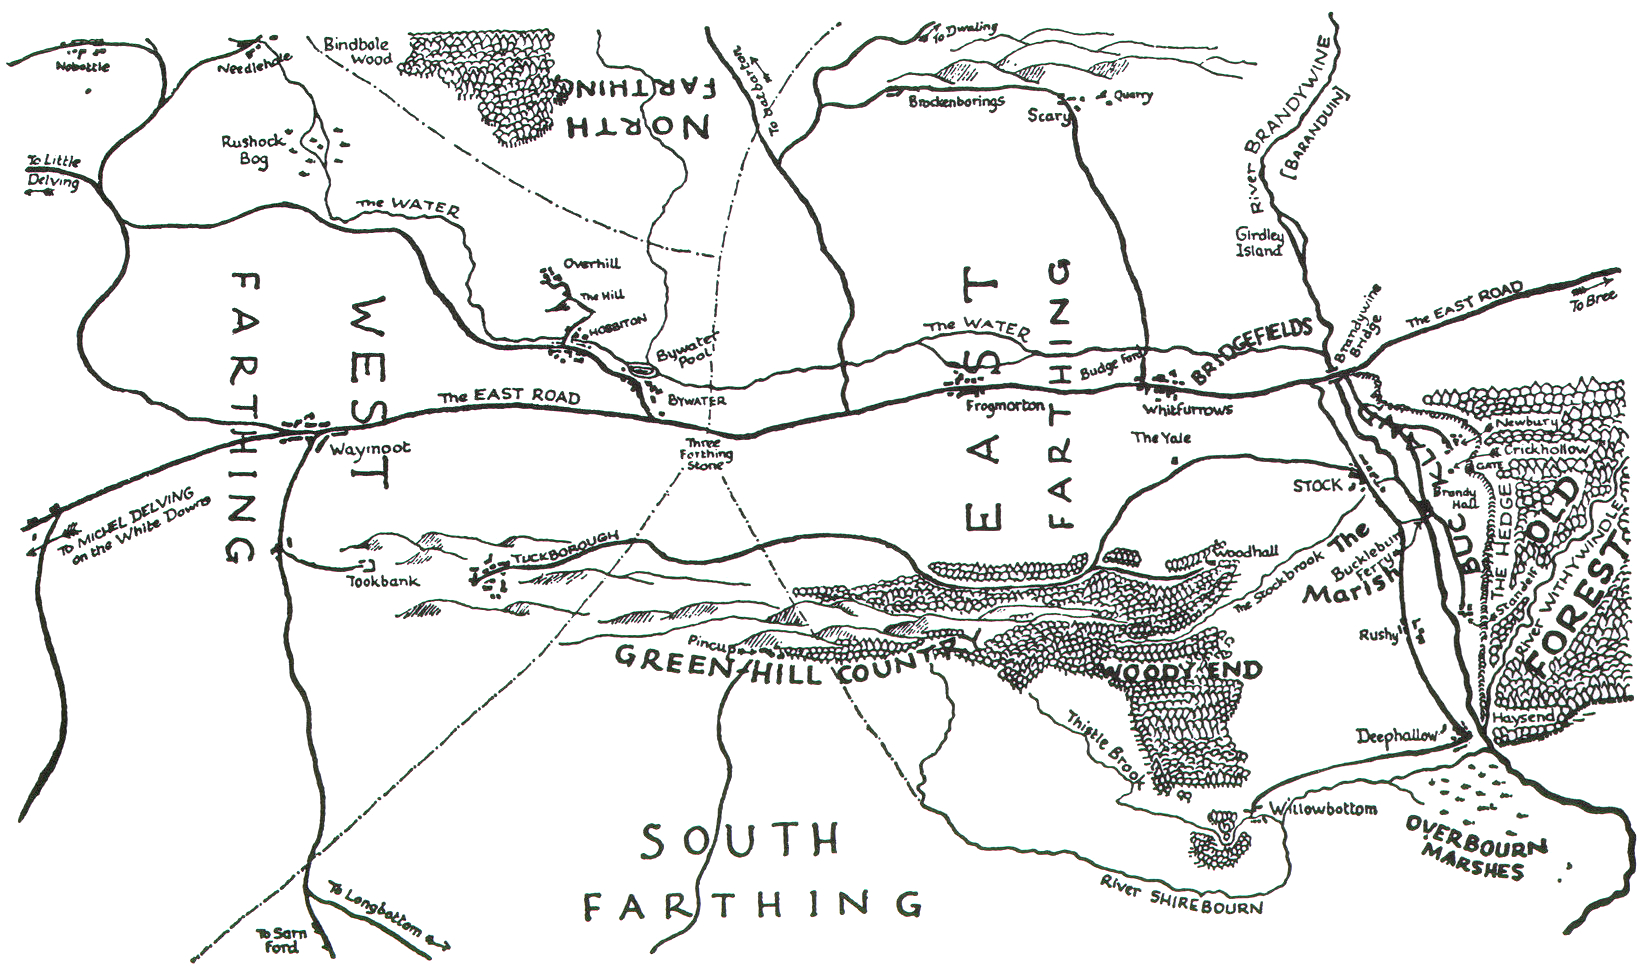 Nobottle
Needlehole
Bindbole
Wood
NORTH
FARTHING
To Oatbarton
To Dwaling
Brockenborings
Scary
Quarry
River BRANDYWINE
[BARANDUIN]
Rushock
Bog
To Little
Delving
The WATER
Girdley
Island
Overhill
The Hill
HOBBITON
Bywater
Pool
BYWATER
WEST
FARTHING
EAST
FARTHING
The WATER
Budge Ford
BRIDGEFIELDS
Brandywine
Bridge
The EAST ROAD
To Bree
The EAST ROAD
Frogmorton
Whitfurrows
Waymoot
Three
Farthing
Stone
The Yale
STOCK
Newbury
Crickhollow
GATE
Brandy
Hall
BUCKLAND
THE HEDGE
OLD
FOREST
River WITHYWINDLE
Standelf
To MICHEL DELVING
on the White Downs
Tookbank
TUCKBOROUGH
Woodhall
The Stockbrook
The
Marish
Bucklebury
Ferry
Rushy
Pincup
GREEN-HILL COUNTRY
WOODY END
Thistle Brook
Haysend
Deephallow
Willowbottom
OVERBOURN
MARSHES
River SHIREBOURN
SOUTH
FARTHING
To Longbottom
To Sarn
Ford